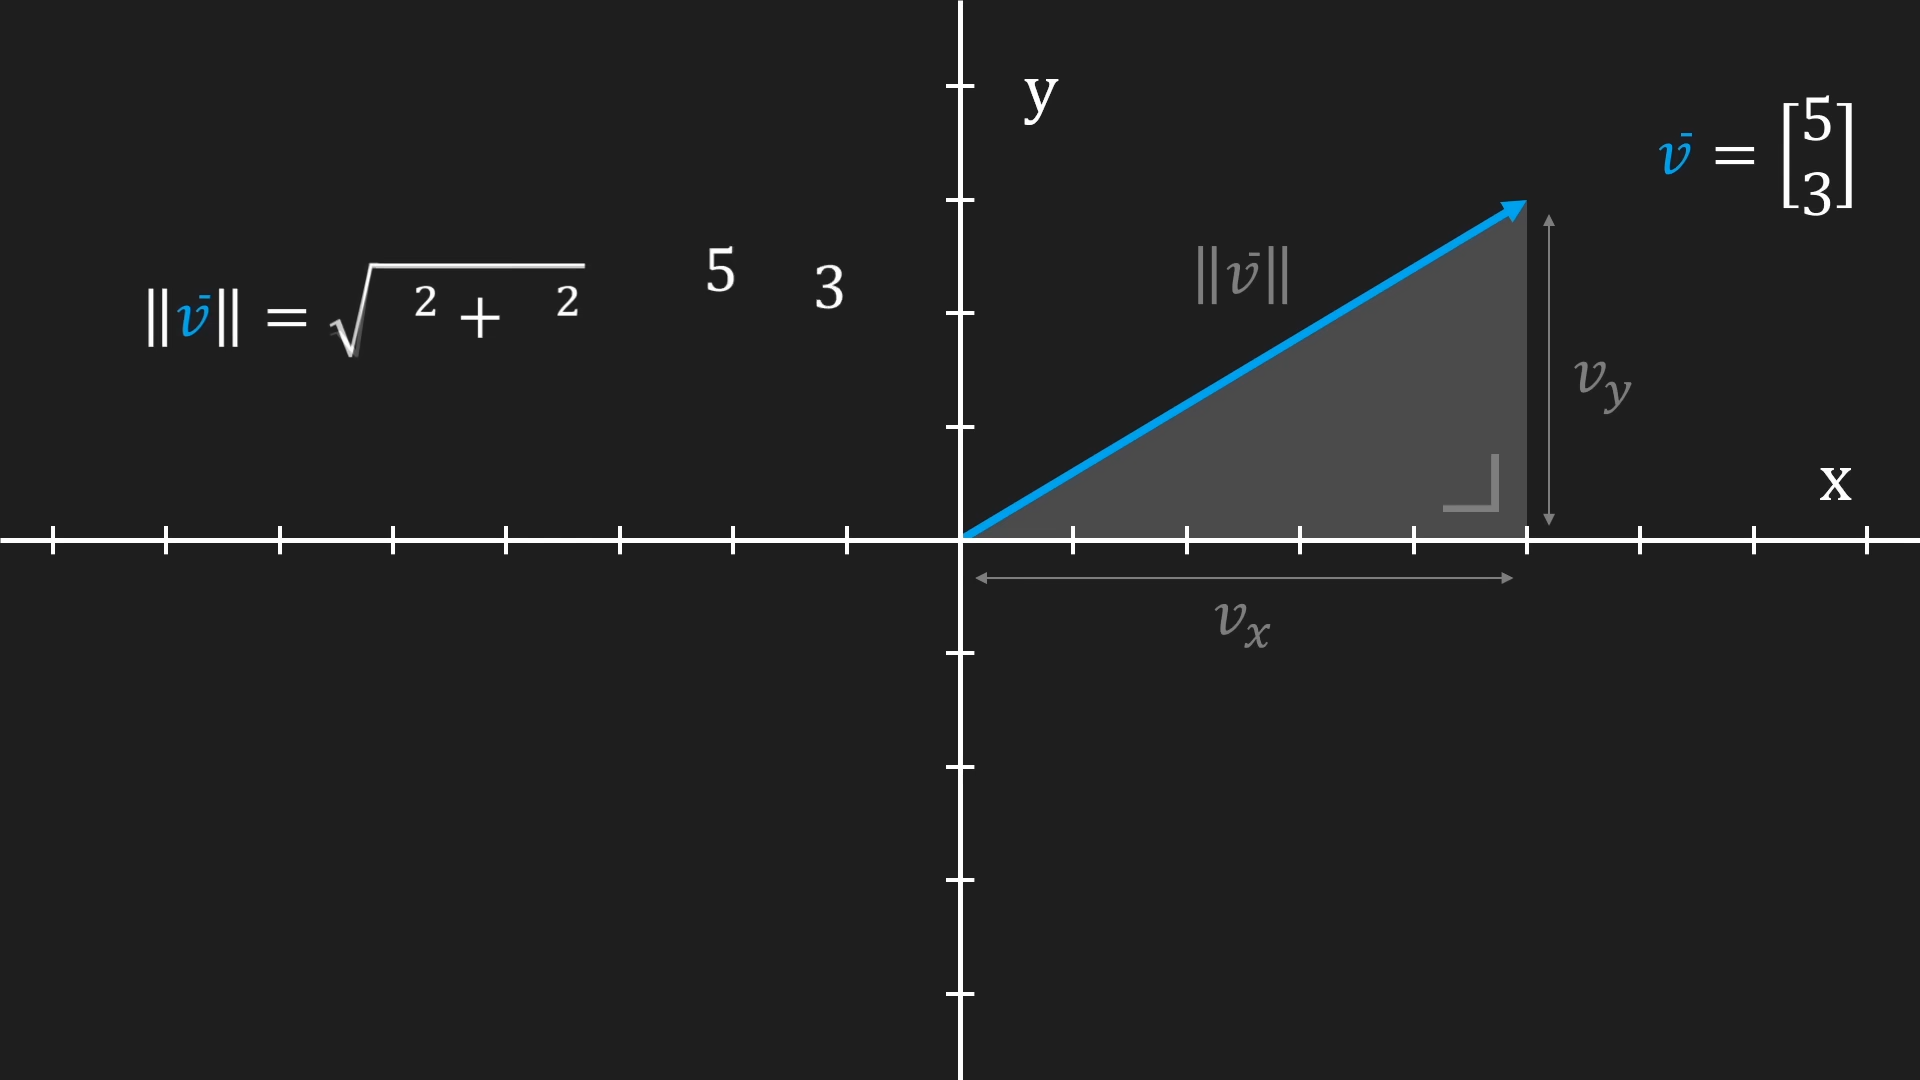 y
v̄ = [5 3]
‖v̄‖ = √( ² + ² ) 5 3
‖v̄‖
v_y
x
v_x